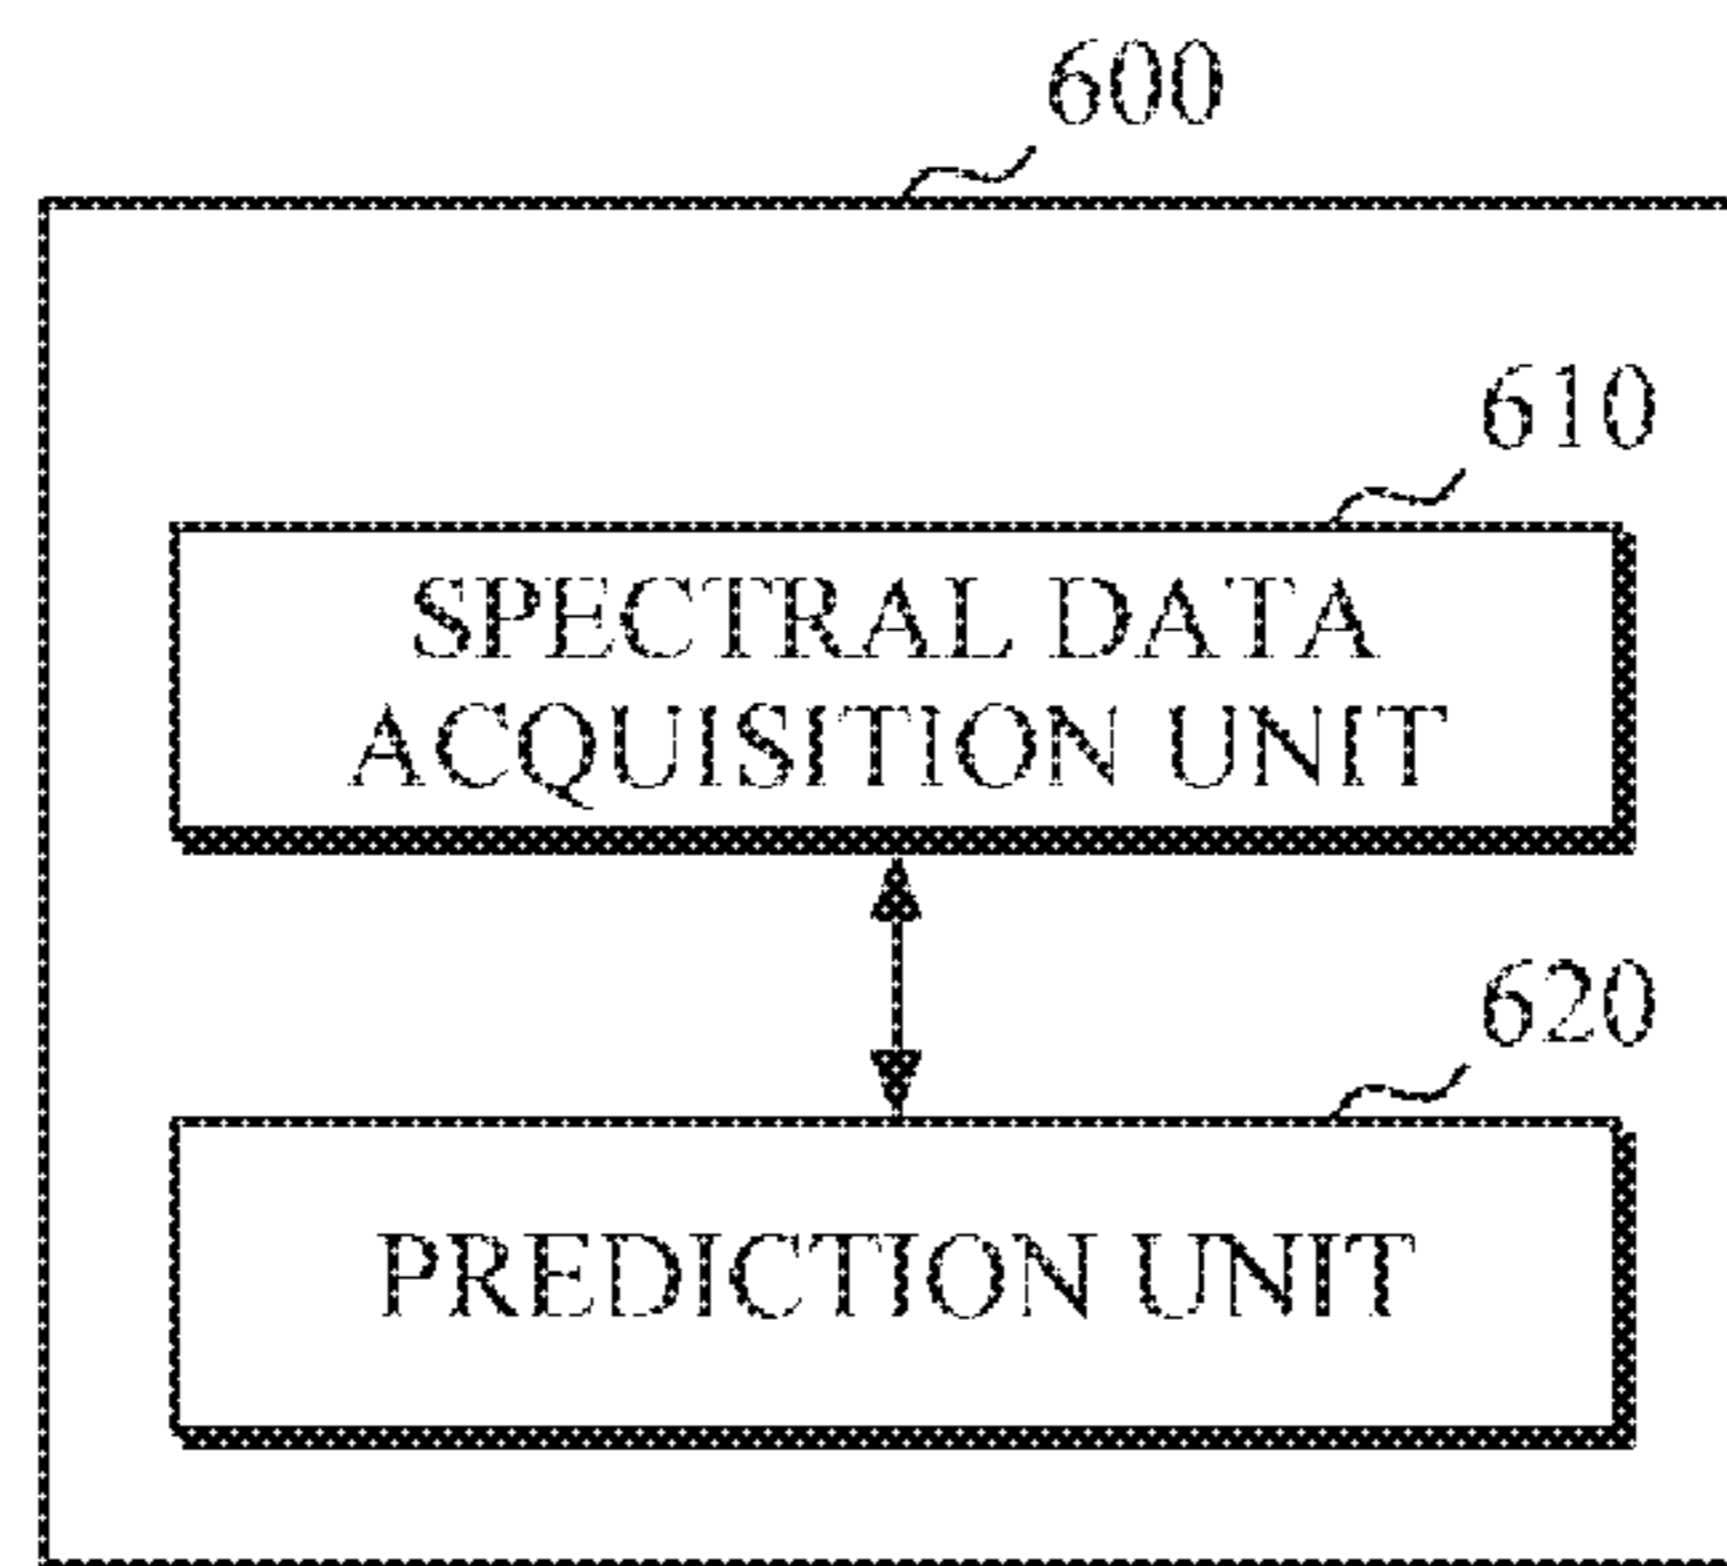 600
610
SPECTRAL DATA
ACQUISITION UNIT
620
PREDICTION UNIT